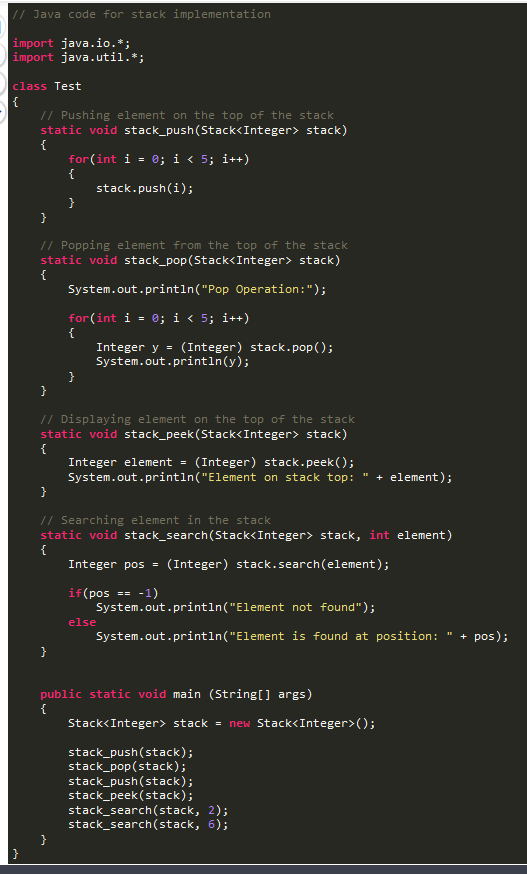 // Java code for stack implementation
import java.io.*;
import java.util.*;
class Test
{
// Pushing element on the top of the stack
static void stack_push(Stack<Integer> stack)
{
for(int i = 0; i < 5; i++)
{
stack.push(i);
}
}
// Popping element from the top of the stack
static void stack_pop(Stack<Integer> stack)
{
System.out.println("Pop Operation:");
for(int i = 0; i < 5; i++)
{
Integer y = (Integer) stack.pop();
System.out.println(y);
}
}
// Displaying element on the top of the stack
static void stack_peek(Stack<Integer> stack)
{
Integer element = (Integer) stack.peek();
System.out.println("Element on stack top: " + element);
}
// Searching element in the stack
static void stack_search(Stack<Integer> stack, int element)
{
Integer pos = (Integer) stack.search(element);
if(pos == -1)
System.out.println("Element not found");
else
System.out.println("Element is found at position: " + pos);
}
public static void main (String[] args)
{
Stack<Integer> stack = new Stack<Integer>();
stack_push(stack);
stack_pop(stack);
stack_push(stack);
stack_peek(stack);
stack_search(stack, 2);
stack_search(stack, 6);
}
}